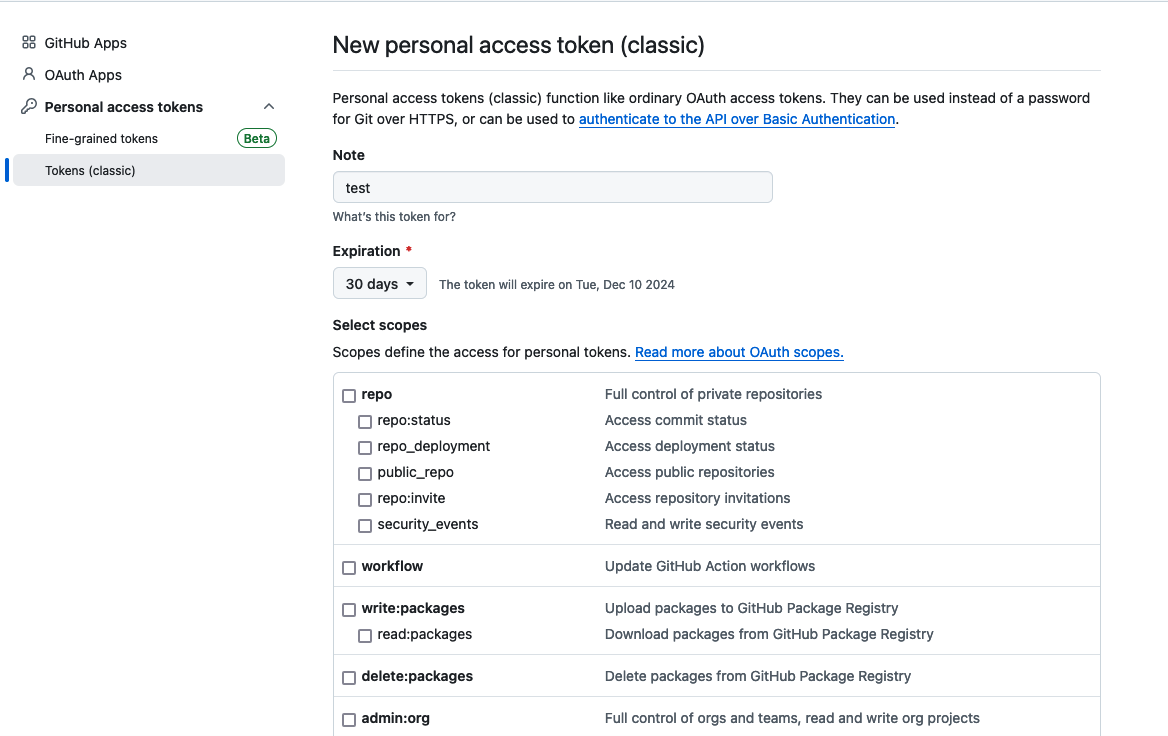 GitHub Apps
OAuth Apps
Personal access tokens
Fine-grained tokens Beta
Tokens (classic)
New personal access token (classic)
Personal access tokens (classic) function like ordinary OAuth access tokens. They can be used instead of a password
for Git over HTTPS, or can be used to authenticate to the API over Basic Authentication.
Note
test
What's this token for?
Expiration *
30 days The token will expire on Tue, Dec 10 2024
Select scopes
Scopes define the access for personal tokens. Read more about OAuth scopes.
repo Full control of private repositories
repo:status Access commit status
repo_deployment Access deployment status
public_repo Access public repositories
repo:invite Access repository invitations
security_events Read and write security events
workflow Update GitHub Action workflows
write:packages Upload packages to GitHub Package Registry
read:packages Download packages from GitHub Package Registry
delete:packages Delete packages from GitHub Package Registry
admin:org Full control of orgs and teams, read and write org projects